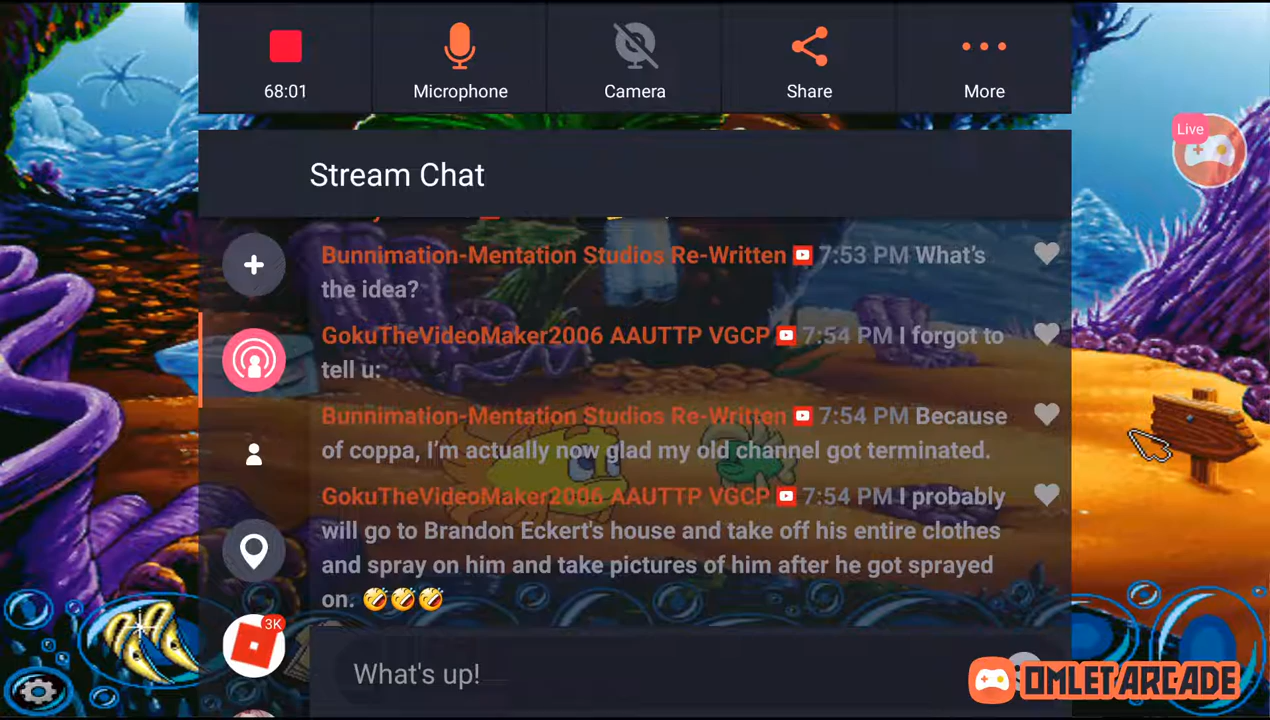 68:01
Microphone
Camera
Share
More
Live
Stream Chat
Bunnimation-Mentation Studios Re-Written 7:53 PM What's
the idea?
GokuTheVideoMaker2006 AAUTTP VGCP 7:54 PM I forgot to
tell u:
Bunnimation-Mentation Studios Re-Written 7:54 PM Because
of coppa, I'm actually now glad my old channel got terminated.
GokuTheVideoMaker2006 AAUTTP VGCP 7:54 PM I probably
will go to Brandon Eckert's house and take off his entire clothes
and spray on him and take pictures of him after he got sprayed
on. 🤣🤣🤣
3K
What's up!
OMLET ARCADE